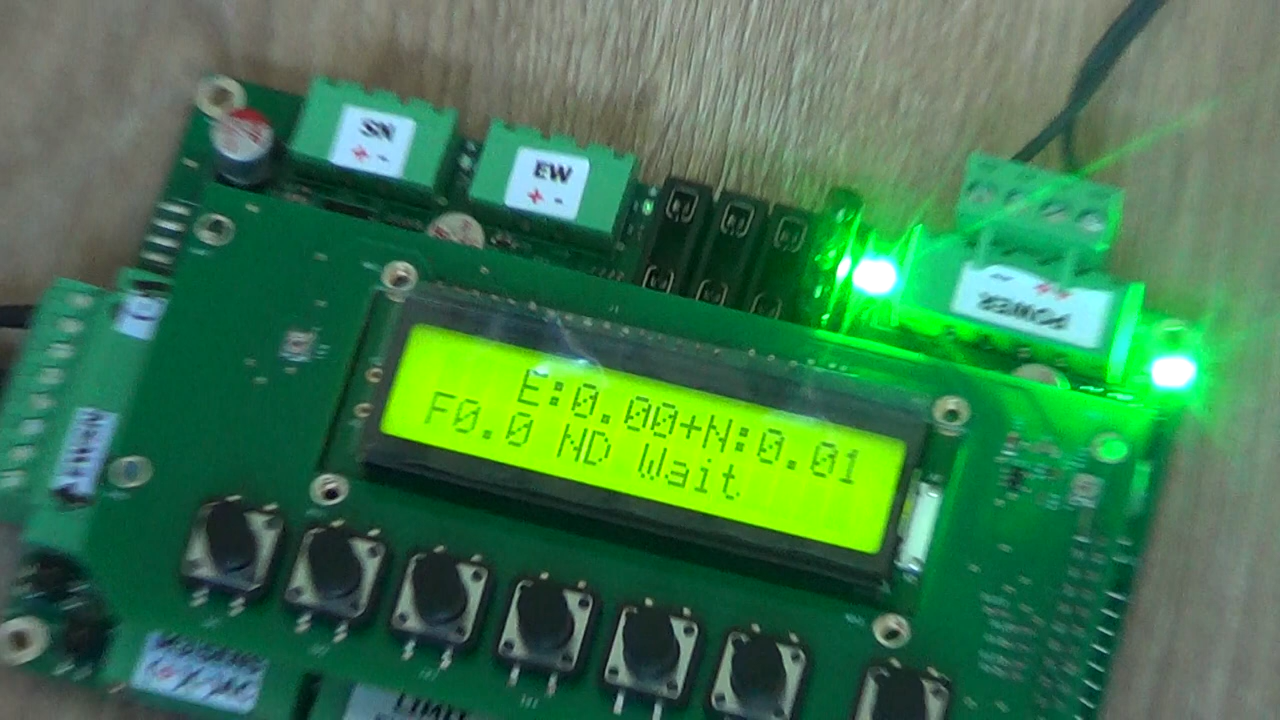 SN
+ -
EW
+ -
POWER
E:0.00+N:0.01
F0.0 ND Wait